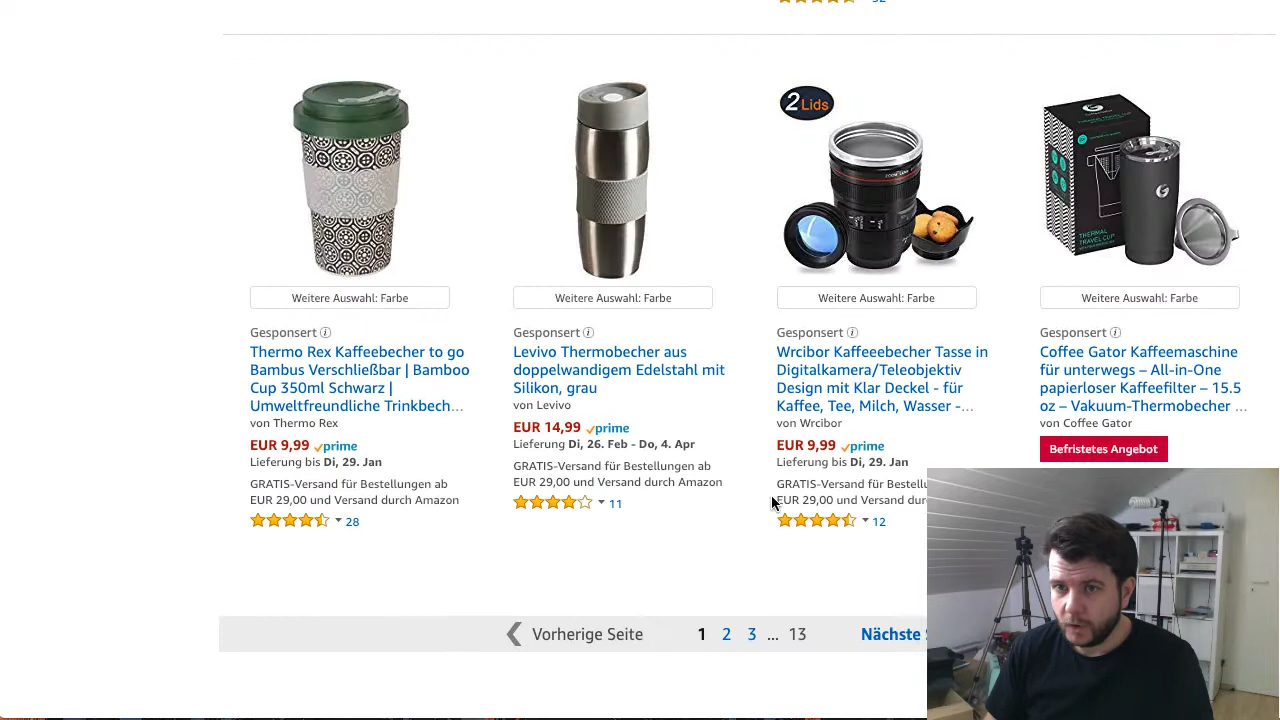 52
2 Lids
ZOOM LENS
THERMAL
TRAVEL CUP
Weitere Auswahl: Farbe
Weitere Auswahl: Farbe
Weitere Auswahl: Farbe
Weitere Auswahl: Farbe
Gesponsert
Thermo Rex Kaffeebecher to go
Bambus Verschließbar | Bamboo
Cup 350ml Schwarz |
Umweltfreundliche Trinkbech…
von Thermo Rex
EUR 9,99 prime
Lieferung bis Di, 29. Jan
GRATIS-Versand für Bestellungen ab
EUR 29,00 und Versand durch Amazon
28
Gesponsert
Levivo Thermobecher aus
doppelwandigem Edelstahl mit
Silikon, grau
von Levivo
EUR 14,99 prime
Lieferung Di, 26. Feb - Do, 4. Apr
GRATIS-Versand für Bestellungen ab
EUR 29,00 und Versand durch Amazon
11
Gesponsert
Wrcibor Kaffeeebecher Tasse in
Digitalkamera/Teleobjektiv
Design mit Klar Deckel - für
Kaffee, Tee, Milch, Wasser -…
von Wrcibor
EUR 9,99 prime
Lieferung bis Di, 29. Jan
GRATIS-Versand für Bestellu
EUR 29,00 und Versand dur
12
Gesponsert
Coffee Gator Kaffeemaschine
für unterwegs – All-in-One
papierloser Kaffeefilter – 15.5
oz – Vakuum-Thermobecher …
von Coffee Gator
Befristetes Angebot
Vorherige Seite 1 2 3 ... 13 Nächste